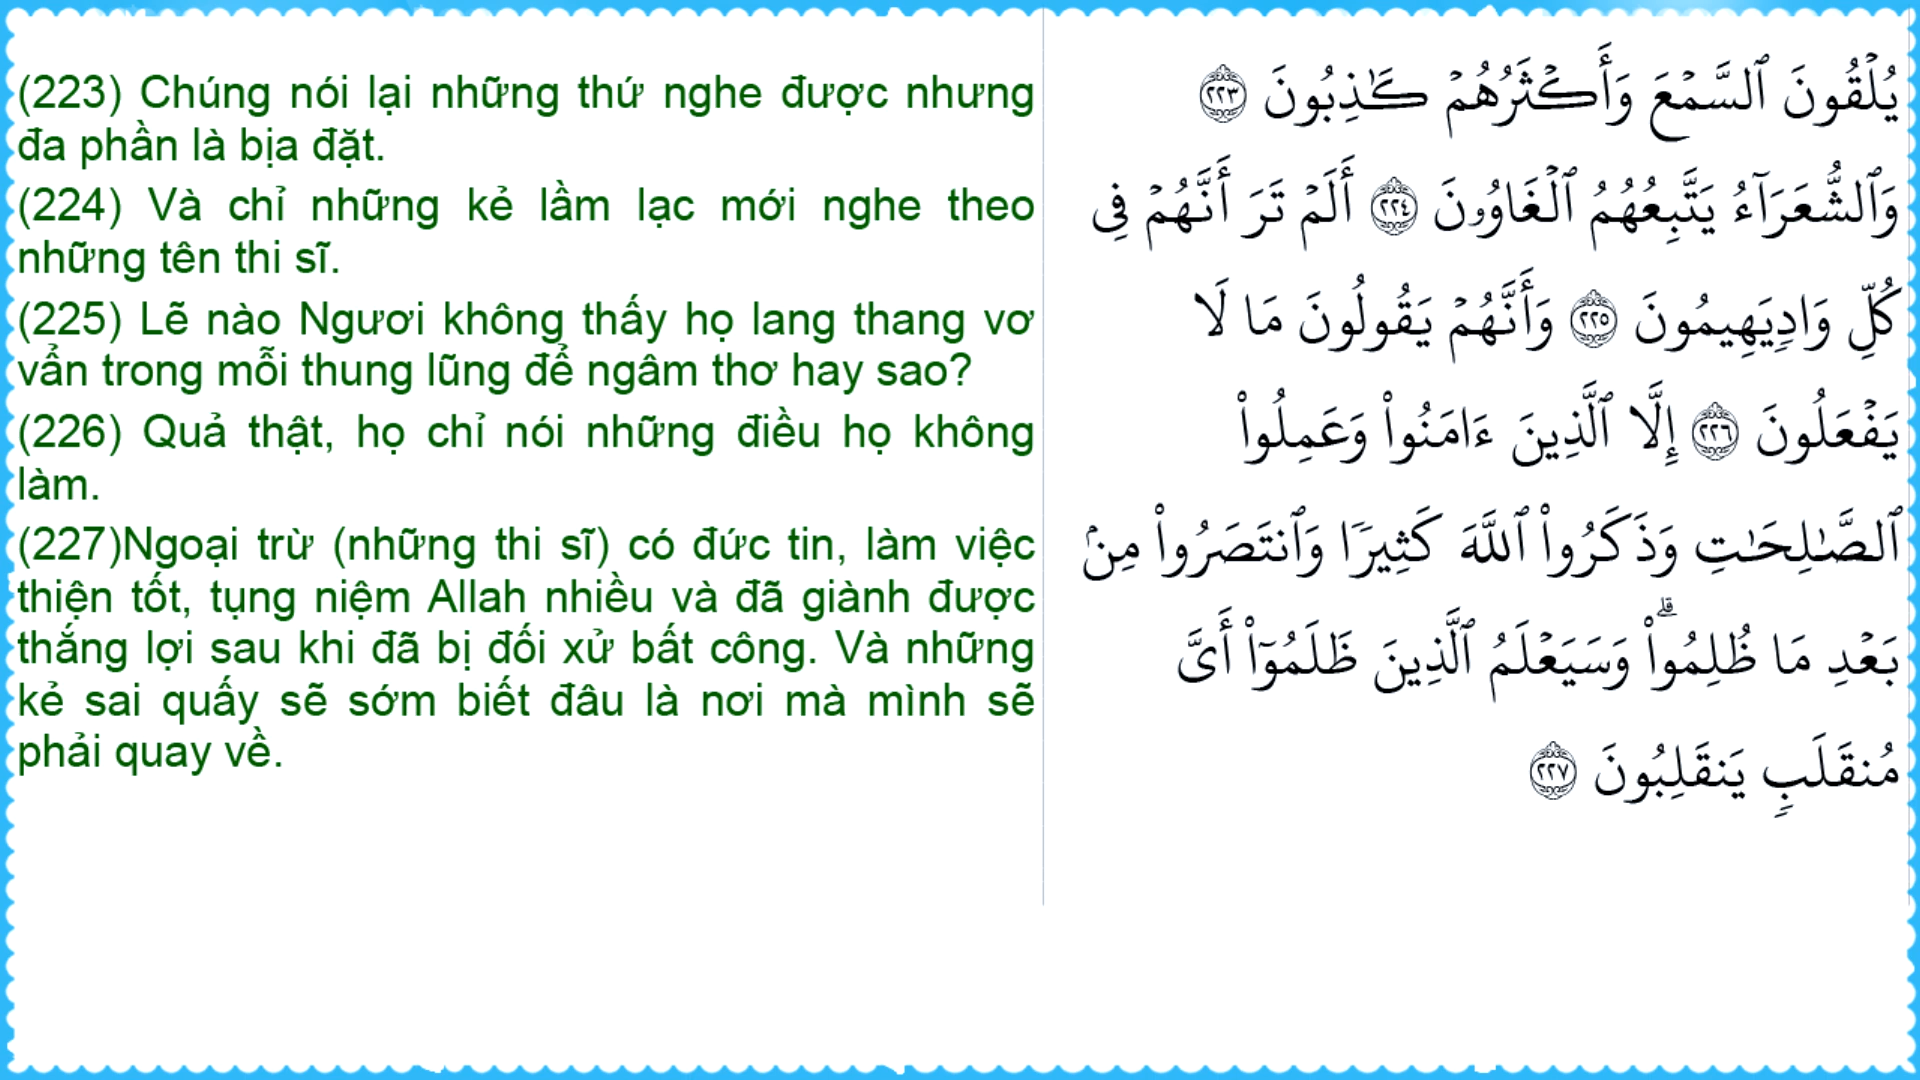 (223) Chúng nói lại những thứ nghe được nhưng
đa phần là bịa đặt.
(224) Và chỉ những kẻ lầm lạc mới nghe theo
những tên thi sĩ.
(225) Lẽ nào Ngươi không thấy họ lang thang vơ
vẩn trong mỗi thung lũng để ngâm thơ hay sao?
(226) Quả thật, họ chỉ nói những điều họ không
làm.
(227)Ngoại trừ (những thi sĩ) có đức tin, làm việc
thiện tốt, tụng niệm Allah nhiều và đã giành được
thắng lợi sau khi đã bị đối xử bất công. Và những
kẻ sai quấy sẽ sớm biết đâu là nơi mà mình sẽ
phải quay về.
يُلْقُونَ ٱلسَّمْعَ وَأَكْثَرُهُمْ كَـٰذِبُونَ ٢٢٣
وَٱلشُّعَرَآءُ يَتَّبِعُهُمُ ٱلْغَاوُۥنَ ٢٢٤ أَلَمْ تَرَ أَنَّهُمْ فِى
كُلِّ وَادٍ يَهِيمُونَ ٢٢٥ وَأَنَّهُمْ يَقُولُونَ مَا لَا
يَفْعَلُونَ ٢٢٦ إِلَّا ٱلَّذِينَ ءَامَنُوا۟ وَعَمِلُوا۟
ٱلصَّـٰلِحَـٰتِ وَذَكَرُوا۟ ٱللَّهَ كَثِيرًا وَٱنتَصَرُوا۟ مِنۢ
بَعْدِ مَا ظُلِمُوا۟ ۗ وَسَيَعْلَمُ ٱلَّذِينَ ظَلَمُوٓا۟ أَىَّ
مُنقَلَبٍ يَنقَلِبُونَ ٢٢٧